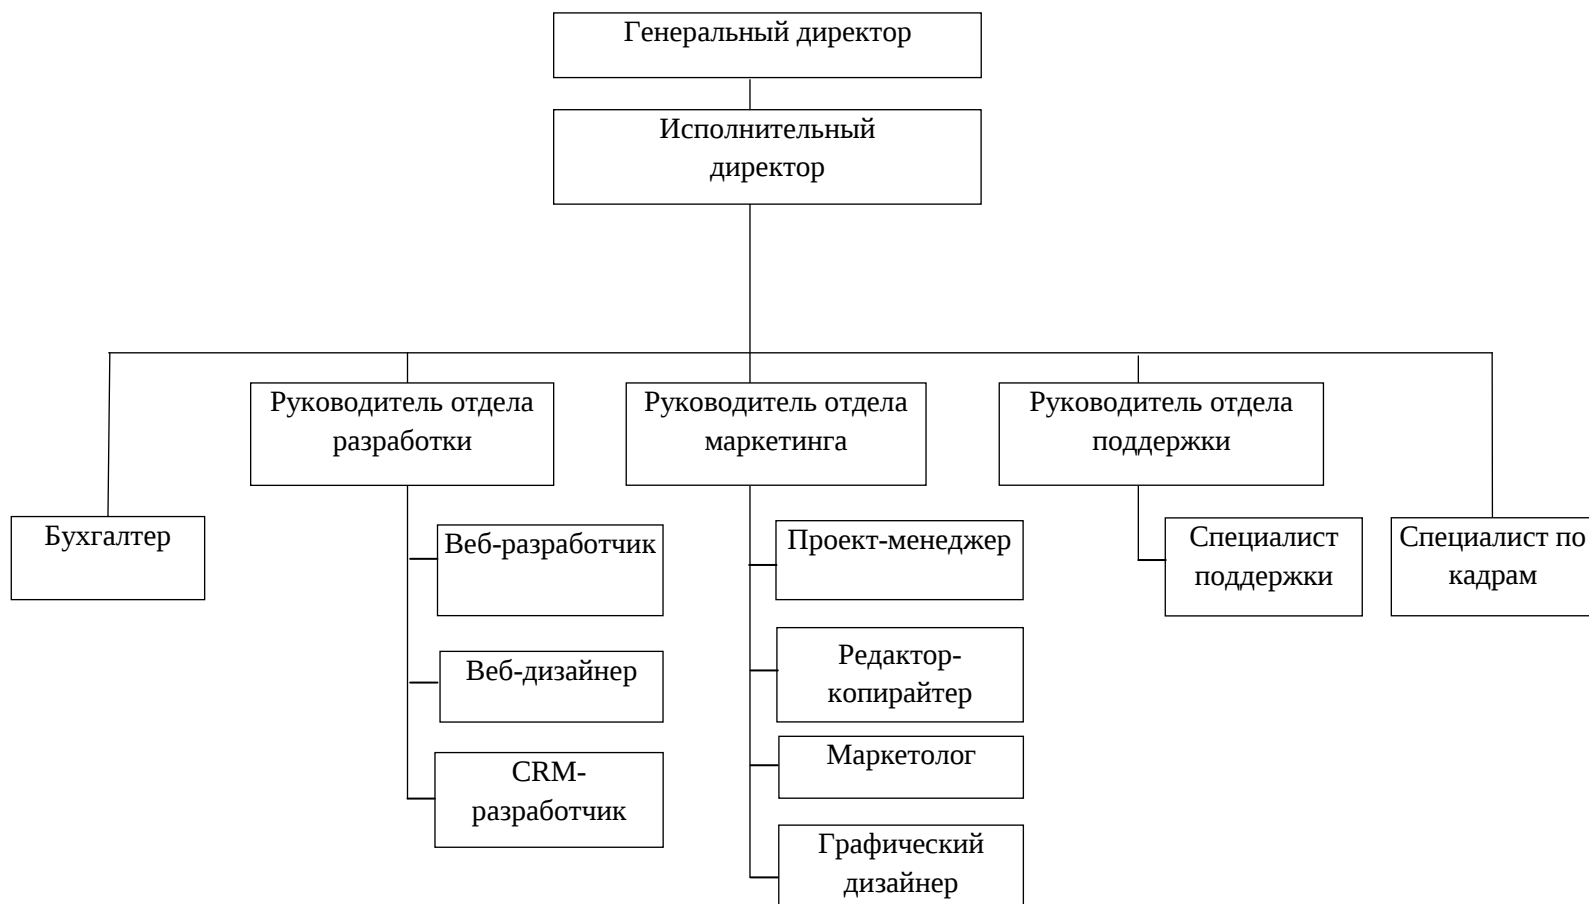 Генеральный директор
Исполнительный
директор
Руководитель отдела
разработки
Руководитель отдела
маркетинга
Руководитель отдела
поддержки
Бухгалтер
Веб-разработчик
Веб-дизайнер
CRM-
разработчик
Проект-менеджер
Редактор-
копирайтер
Маркетолог
Графический
дизайнер
Специалист
поддержки
Специалист по
кадрам